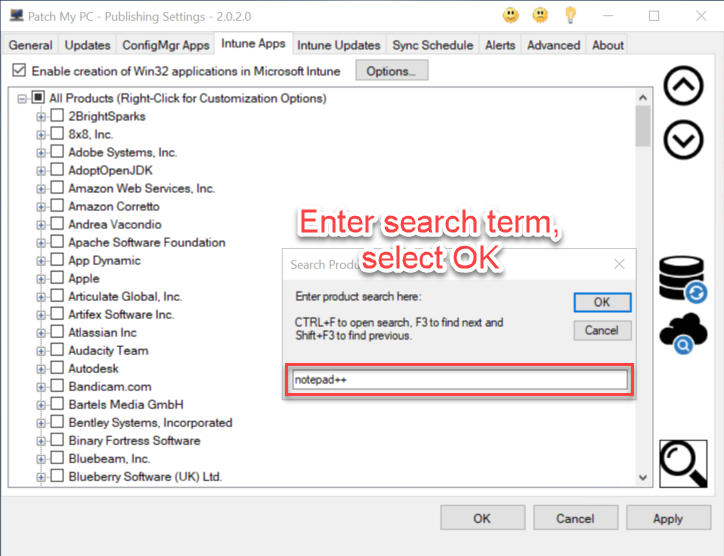 Patch My PC - Publishing Settings - 2.0.2.0
General Updates ConfigMgr Apps Intune Apps Intune Updates Sync Schedule Alerts Advanced About
Enable creation of Win32 applications in Microsoft Intune Options...
All Products (Right-Click for Customization Options)
2BrightSparks
8x8, Inc.
Adobe Systems, Inc.
AdoptOpenJDK
Amazon Web Services, Inc.
Amazon Corretto
Andrea Vacondio
Apache Software Foundation
App Dynamic
Apple
Articulate Global, Inc.
Artifex Software Inc.
Atlassian Inc
Audacity Team
Autodesk
Bandicam.com
Bartels Media GmbH
Bentley Systems, Incorporated
Binary Fortress Software
Bluebeam, Inc.
Blueberry Software (UK) Ltd.
Enter search term,
select OK
Search Produ
Enter product search here:
OK
CTRL+F to open search, F3 to find next and
Shift+F3 to find previous.
Cancel
notepad++
OK Cancel Apply